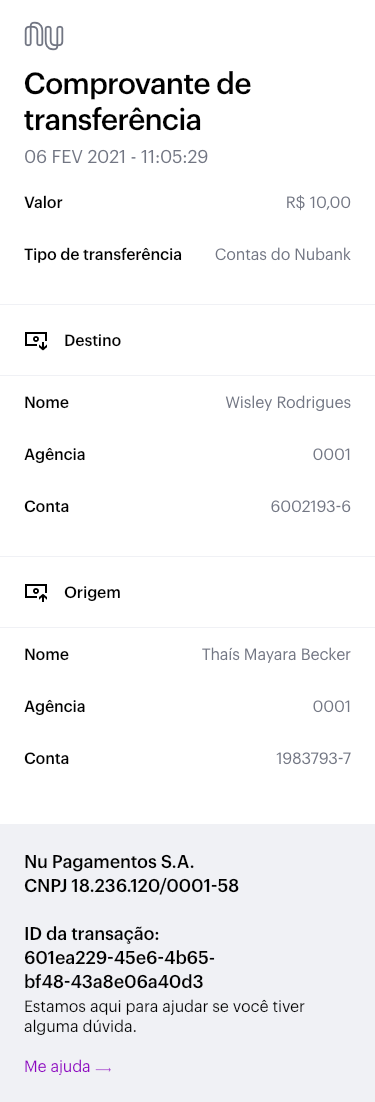 nu
Comprovante de
transferência
06 FEV 2021 - 11:05:29
Valor R$ 10,00
Tipo de transferência Contas do Nubank
Destino
Nome Wisley Rodrigues
Agência 0001
Conta 6002193-6
Origem
Nome Thaís Mayara Becker
Agência 0001
Conta 1983793-7
Nu Pagamentos S.A.
CNPJ 18.236.120/0001-58
ID da transação:
601ea229-45e6-4b65-
bf48-43a8e06a40d3
Estamos aqui para ajudar se você tiver
alguma dúvida.
Me ajuda →